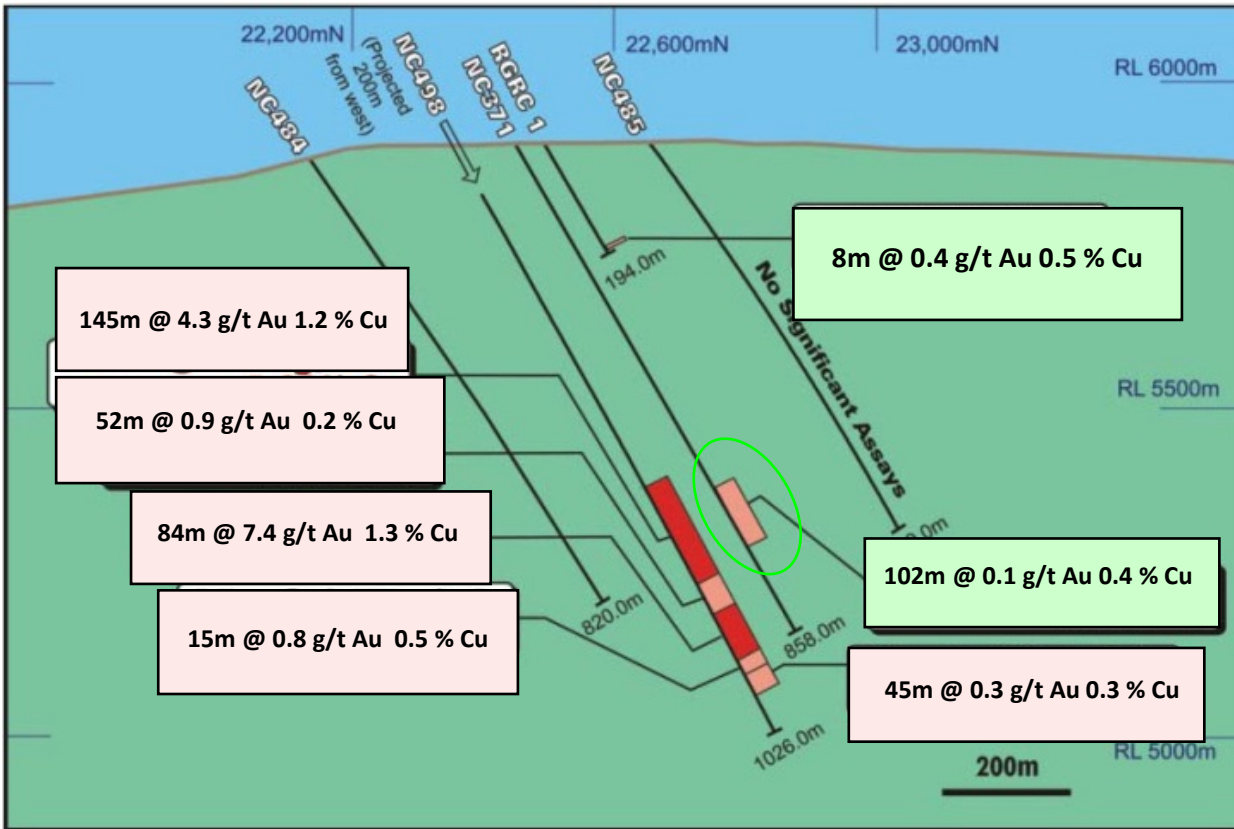 22,200mN
22,600mN
23,000mN
RL 6000m
(Projected
200m
from west)
NC484
NC498
NC371
RGRC 1
NC485
194.0m
8m @ 0.4 g/t Au 0.5 % Cu
No Significant Assays
145m @ 4.3 g/t Au 1.2 % Cu
RL 5500m
52m @ 0.9 g/t Au 0.2 % Cu
84m @ 7.4 g/t Au 1.3 % Cu
102m @ 0.1 g/t Au 0.4 % Cu
820.0m
858.0m
15m @ 0.8 g/t Au 0.5 % Cu
45m @ 0.3 g/t Au 0.3 % Cu
1026.0m
RL 5000m
200m